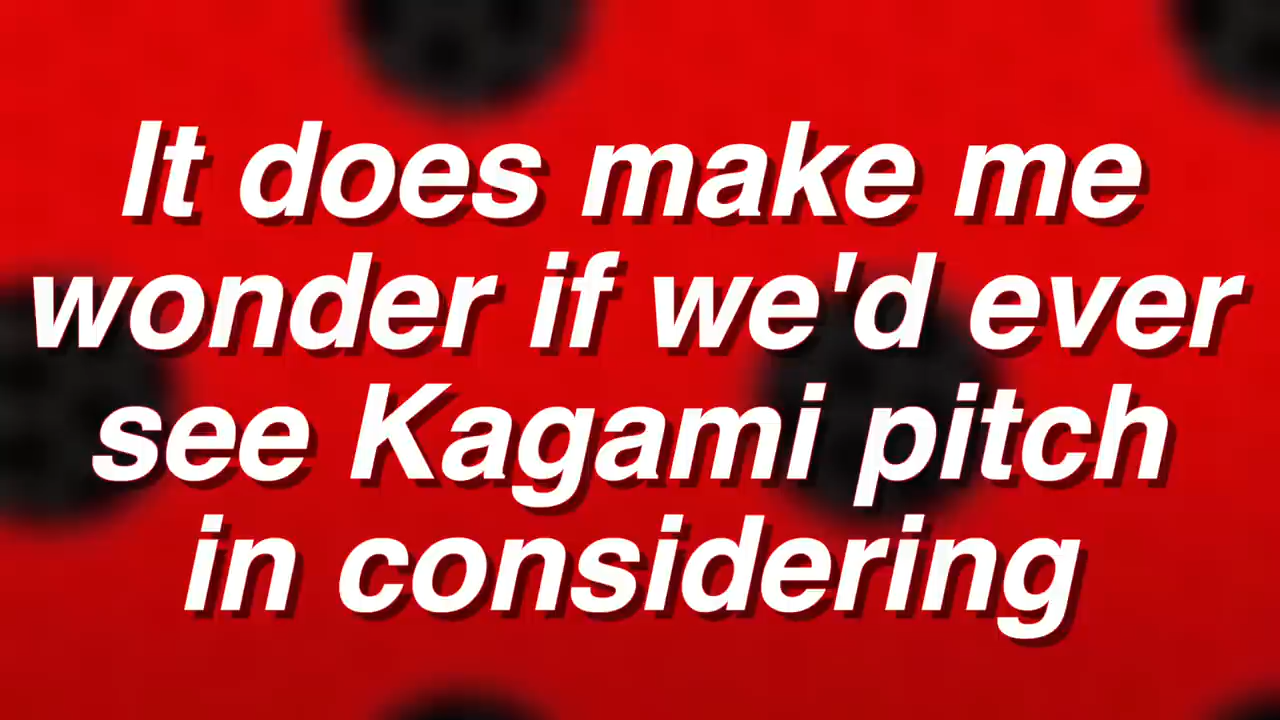 It does make me
wonder if we'd ever
see Kagami pitch
in considering